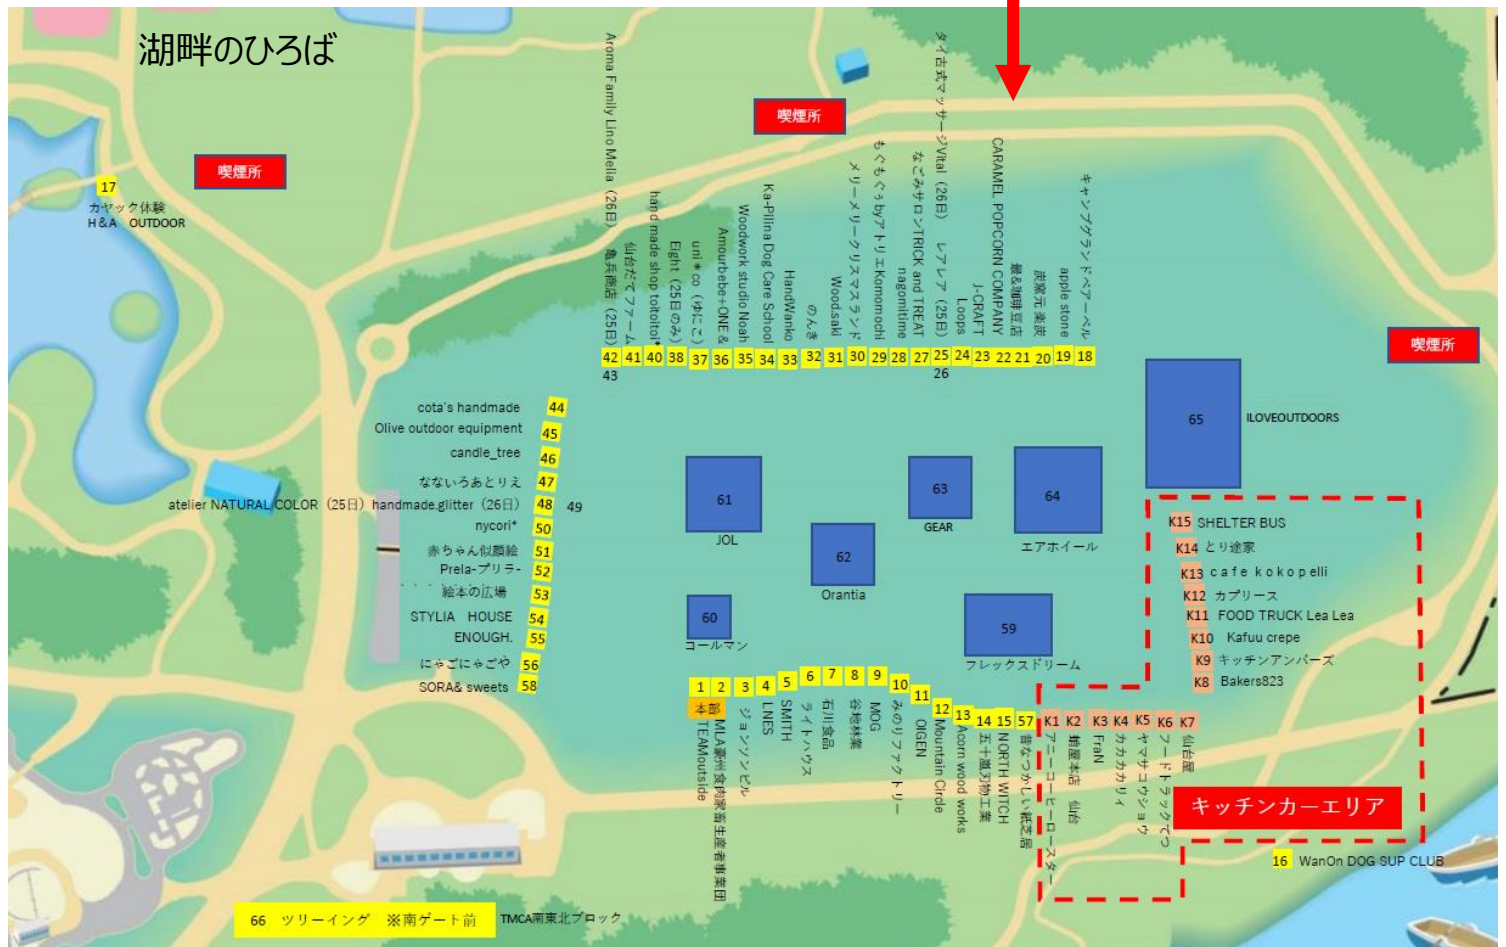 湖畔のひろば
喫煙所
喫煙所
喫煙所
17
カヤック体験
H&A OUTDOOR
Aroma Family Lino Melia（26日） 亀兵商店（25日）
仙台だてファーム
hand made shop toitoitoi*
Eight（25日のみ）
uni＊co（ゆにこ）
Amourbebe+ONE &
Woodwork studio Noah
Ka-Pilina Dog Care School
HandWanko
のんき
Wood.saki
メリーメリークリスマスランド
もぐもぐぅbyアトリエKomomochi
nagomitime
なごみサロンTRICK and TREAT
タイ古式マッサージVital（26日） レアレア（25日）
Loops
J-CRAFT
CARAMEL POPCORN COMPANY
嚴&珈琲豆店
炭窯元 楽炭
apple stone
キャンプグランドベアーベル
42 41 40 38 37 36 35 34 33 32 31 30 29 28 27 25 24 23 22 21 20 19 18
43
26
cota's handmade 44
Olive outdoor equipment 45
candle_tree 46
なないろあとりえ 47
atelier NATURAL/COLOR（25日）handmade.glitter（26日） 48 49
nycori* 50
赤ちゃん似顔絵 51
Prela-プリラ- 52
絵本の広場 53
STYLIA HOUSE 54
ENOUGH. 55
にゃごにゃごや 56
SORA& sweets 58
65
ILOVEOUTDOORS
61
JOL
63
GEAR
64
エアホイール
62
Orantia
60
コールマン
59
フレックスドリーム
K15 SHELTER BUS
K14 とり途家
K13 cafe kokopelli
K12 カプリース
K11 FOOD TRUCK Lea Lea
K10 Kafuu crepe
K9 キッチンアンバーズ
K8 Bakers823
1 2 3 4 5 6 7 8 9 10 11 12 13 14 15 57 K1 K2 K3 K4 K5 K6 K7
本部
TEAMoutside
MLA豪州食肉家畜生産者事業団
ジョンソンビル
LNES
SMITH
ライトハウス
石川食品
谷地林業
MOG
みのりファクトリー
OIGEN
Mountain Circle
Acorn wood works
五十嵐刃物工業
NORTH WITCH
昔なつかしい紙芝居
アニーコーヒーロースター
蛸屋本店 仙台
FraN
カカカカリィ
ヤマサコウショウ
フードトラックてつ
仙台屋
キッチンカーエリア
16 WanOn DOG SUP CLUB
66 ツリーイング ※南ゲート前 TMCA南東北ブロック